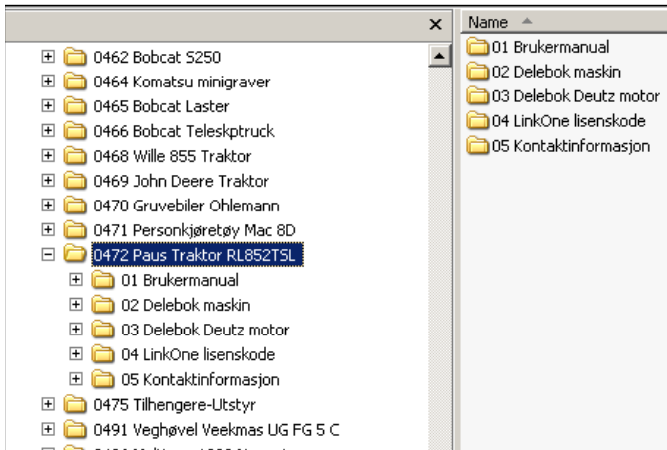 0462 Bobcat S250
0464 Komatsu minigraver
0465 Bobcat Laster
0466 Bobcat Teleskptruck
0468 Wille 855 Traktor
0469 John Deere Traktor
0470 Gruvebiler Ohlemann
0471 Personkjøretøy Mac 8D
0472 Paus Traktor RL852TSL
01 Brukermanual
02 Delebok maskin
03 Delebok Deutz motor
04 LinkOne lisenskode
05 Kontaktinformasjon
0475 Tilhengere-Utstyr
0491 Veghøvel Veekmas UG FG 5 C
Name
01 Brukermanual
02 Delebok maskin
03 Delebok Deutz motor
04 LinkOne lisenskode
05 Kontaktinformasjon